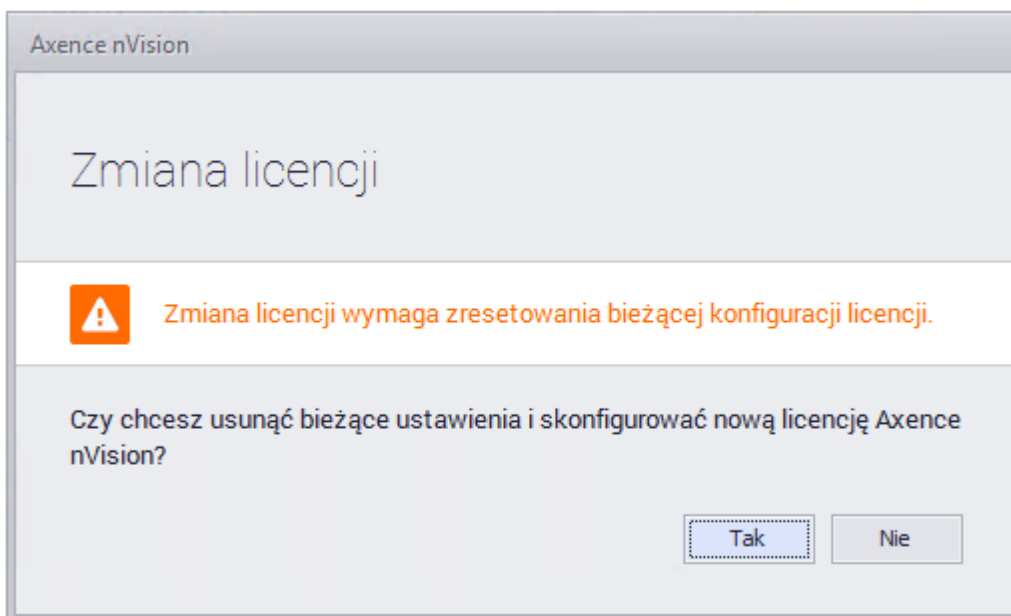 Axence nVision
Zmiana licencji
Zmiana licencji wymaga zresetowania bieżącej konfiguracji licencji.
Czy chcesz usunąć bieżące ustawienia i skonfigurować nową licencję Axence
nVision?
Tak
Nie